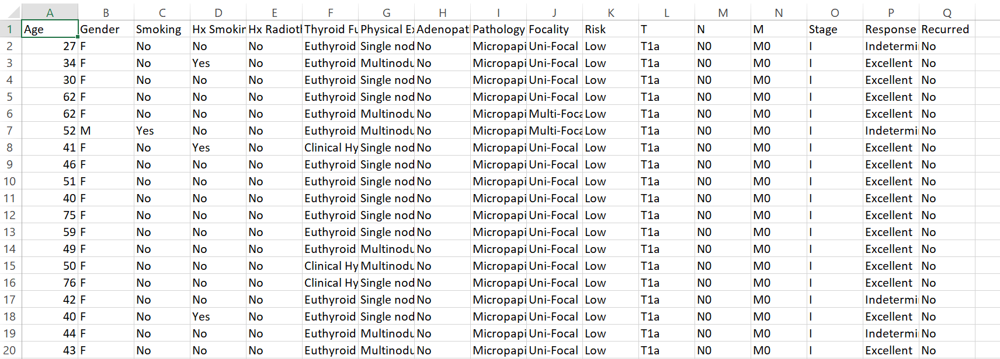 A B C D E F G H I J K L M N O P Q
1 Age Gender Smoking Hx Smokin Hx Radioth Thyroid Fu Physical Ex Adenopat Pathology Focality Risk T N M Stage Response Recurred
2 27 F No No No Euthyroid Single nod No Micropapi Uni-Focal Low T1a N0 M0 I Indetermi No
3 34 F No Yes No Euthyroid Multinodu No Micropapi Uni-Focal Low T1a N0 M0 I Excellent No
4 30 F No No No Euthyroid Single nod No Micropapi Uni-Focal Low T1a N0 M0 I Excellent No
5 62 F No No No Euthyroid Single nod No Micropapi Uni-Focal Low T1a N0 M0 I Excellent No
6 62 F No No No Euthyroid Multinodu No Micropapi Multi-Foca Low T1a N0 M0 I Excellent No
7 52 M Yes No No Euthyroid Multinodu No Micropapi Multi-Foca Low T1a N0 M0 I Indetermi No
8 41 F No Yes No Clinical Hy Single nod No Micropapi Uni-Focal Low T1a N0 M0 I Excellent No
9 46 F No No No Euthyroid Single nod No Micropapi Uni-Focal Low T1a N0 M0 I Excellent No
10 51 F No No No Euthyroid Single nod No Micropapi Uni-Focal Low T1a N0 M0 I Excellent No
11 40 F No No No Euthyroid Single nod No Micropapi Uni-Focal Low T1a N0 M0 I Excellent No
12 75 F No No No Euthyroid Single nod No Micropapi Uni-Focal Low T1a N0 M0 I Excellent No
13 59 F No No No Euthyroid Single nod No Micropapi Uni-Focal Low T1a N0 M0 I Excellent No
14 49 F No No No Euthyroid Multinodu No Micropapi Uni-Focal Low T1a N0 M0 I Excellent No
15 50 F No No No Clinical Hy Multinodu No Micropapi Uni-Focal Low T1a N0 M0 I Excellent No
16 76 F No No No Clinical Hy Single nod No Micropapi Uni-Focal Low T1a N0 M0 I Excellent No
17 42 F No No No Euthyroid Single nod No Micropapi Uni-Focal Low T1a N0 M0 I Indetermi No
18 40 F No Yes No Euthyroid Single nod No Micropapi Uni-Focal Low T1a N0 M0 I Excellent No
19 44 F No No No Euthyroid Multinodu No Micropapi Uni-Focal Low T1a N0 M0 I Indetermi No
20 43 F No No No Euthyroid Multinodu No Micropapi Uni-Focal Low T1a N0 M0 I Excellent No